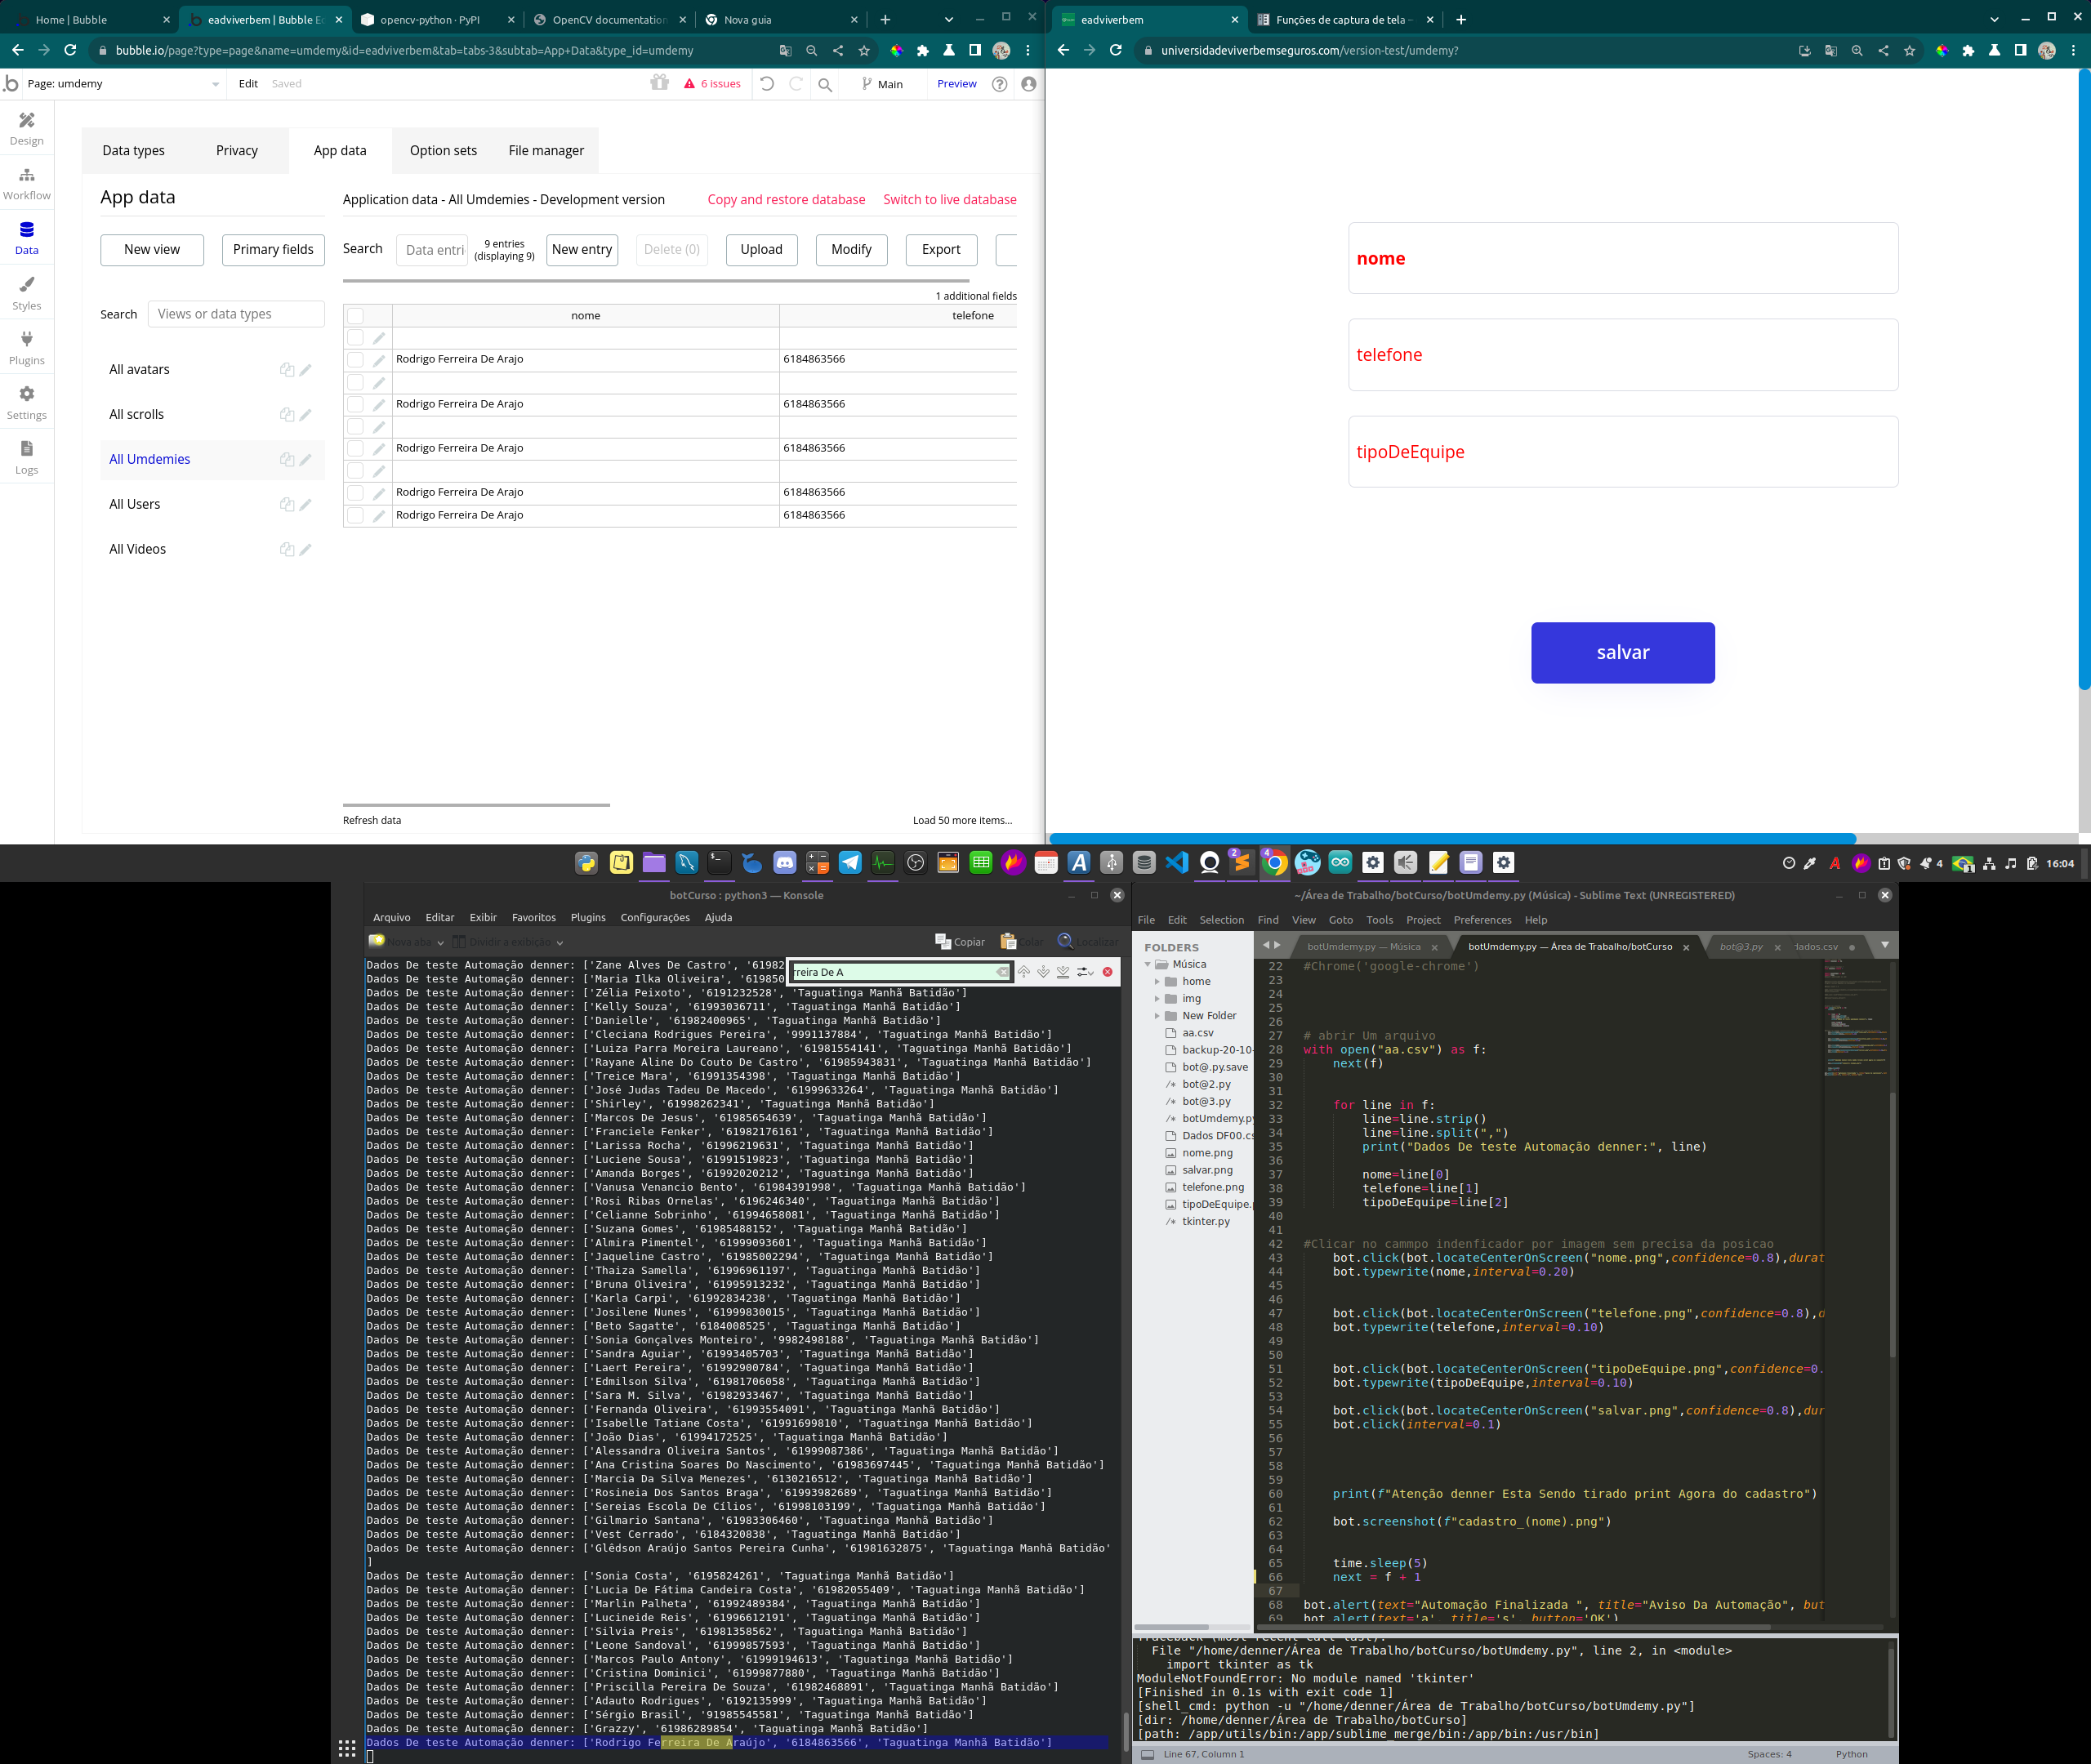 Home | Bubble
eadviverbem | Bubble Ed
opencv-python · PyPI
OpenCV documentation
Nova guia
bubble.io/page?type=page&name=umdemy&id=eadviverbem&tab=tabs-3&subtab=App+Data&type_id=umdemy
Page: umdemy
Edit
Saved
6 issues
Main
Preview
Design
Workflow
Data
Styles
Plugins
Settings
Logs
Data types
Privacy
App data
Option sets
File manager
App data
Application data - All Umdemies - Development version
Copy and restore database
Switch to live database
New view
Primary fields
Search
Data entri
9 entries
(displaying 9)
New entry
Delete (0)
Upload
Modify
Export
1 additional fields
Search
Views or data types
All avatars
All scrolls
All Umdemies
All Users
All Videos
nome
telefone
Rodrigo Ferreira De Arajo
6184863566
Rodrigo Ferreira De Arajo
6184863566
Rodrigo Ferreira De Arajo
6184863566
Rodrigo Ferreira De Arajo
6184863566
Rodrigo Ferreira De Arajo
6184863566
Refresh data
Load 50 more items...
eadviverbem
Funções de captura de tela
universidadeviverbemseguros.com/version-test/umdemy?
nome
telefone
tipoDeEquipe
salvar
2
4
4
16:04
botCurso : python3 — Konsole
Arquivo
Editar
Exibir
Favoritos
Plugins
Configurações
Ajuda
Nova aba
Dividir a exibição
Copiar
Colar
Localizar
rreira De A
Dados De teste Automação denner: ['Zane Alves De Castro', '61982
Dados De teste Automação denner: ['Maria Ilka Oliveira', '619850
Dados De teste Automação denner: ['Zélia Peixoto', '6191232528', 'Taguatinga Manhã Batidão']
Dados De teste Automação denner: ['Kelly Souza', '61993036711', 'Taguatinga Manhã Batidão']
Dados De teste Automação denner: ['Danielle', '61982400965', 'Taguatinga Manhã Batidão']
Dados De teste Automação denner: ['Cleciana Rodrigues Pereira', '9991137884', 'Taguatinga Manhã Batidão']
Dados De teste Automação denner: ['Luiza Parra Moreira Laureano', '61981554141', 'Taguatinga Manhã Batidão']
Dados De teste Automação denner: ['Rayane Aline Do Couto De Castro', '61985943831', 'Taguatinga Manhã Batidão']
Dados De teste Automação denner: ['Treice Mara', '61991354398', 'Taguatinga Manhã Batidão']
Dados De teste Automação denner: ['José Judas Tadeu De Macedo', '61999633264', 'Taguatinga Manhã Batidão']
Dados De teste Automação denner: ['Shirley', '61998262341', 'Taguatinga Manhã Batidão']
Dados De teste Automação denner: ['Marcos De Jesus', '61985654639', 'Taguatinga Manhã Batidão']
Dados De teste Automação denner: ['Franciele Fenker', '61982176161', 'Taguatinga Manhã Batidão']
Dados De teste Automação denner: ['Larissa Rocha', '61996219631', 'Taguatinga Manhã Batidão']
Dados De teste Automação denner: ['Luciene Sousa', '61991519823', 'Taguatinga Manhã Batidão']
Dados De teste Automação denner: ['Amanda Borges', '61992020212', 'Taguatinga Manhã Batidão']
Dados De teste Automação denner: ['Vanusa Venancio Bento', '61984391998', 'Taguatinga Manhã Batidão']
Dados De teste Automação denner: ['Rosi Ribas Ornelas', '6196246340', 'Taguatinga Manhã Batidão']
Dados De teste Automação denner: ['Celianne Sobrinho', '61994658081', 'Taguatinga Manhã Batidão']
Dados De teste Automação denner: ['Suzana Gomes', '61985488152', 'Taguatinga Manhã Batidão']
Dados De teste Automação denner: ['Almira Pimentel', '61999093601', 'Taguatinga Manhã Batidão']
Dados De teste Automação denner: ['Jaqueline Castro', '61985002294', 'Taguatinga Manhã Batidão']
Dados De teste Automação denner: ['Thaiza Samella', '61996961197', 'Taguatinga Manhã Batidão']
Dados De teste Automação denner: ['Bruna Oliveira', '61995913232', 'Taguatinga Manhã Batidão']
Dados De teste Automação denner: ['Karla Carpi', '61992834238', 'Taguatinga Manhã Batidão']
Dados De teste Automação denner: ['Josilene Nunes', '61999830015', 'Taguatinga Manhã Batidão']
Dados De teste Automação denner: ['Beto Sagatte', '6184008525', 'Taguatinga Manhã Batidão']
Dados De teste Automação denner: ['Sonia Gonçalves Monteiro', '9982498188', 'Taguatinga Manhã Batidão']
Dados De teste Automação denner: ['Sandra Aguiar', '61993405703', 'Taguatinga Manhã Batidão']
Dados De teste Automação denner: ['Laert Pereira', '61992900784', 'Taguatinga Manhã Batidão']
Dados De teste Automação denner: ['Edmilson Silva', '61981706058', 'Taguatinga Manhã Batidão']
Dados De teste Automação denner: ['Sara M. Silva', '61982933467', 'Taguatinga Manhã Batidão']
Dados De teste Automação denner: ['Fernanda Oliveira', '61993554091', 'Taguatinga Manhã Batidão']
Dados De teste Automação denner: ['Isabelle Tatiane Costa', '61991699810', 'Taguatinga Manhã Batidão']
Dados De teste Automação denner: ['João Dias', '61994172525', 'Taguatinga Manhã Batidão']
Dados De teste Automação denner: ['Alessandra Oliveira Santos', '61999087386', 'Taguatinga Manhã Batidão']
Dados De teste Automação denner: ['Ana Cristina Soares Do Nascimento', '61983697445', 'Taguatinga Manhã Batidão']
Dados De teste Automação denner: ['Marcia Da Silva Menezes', '6130216512', 'Taguatinga Manhã Batidão']
Dados De teste Automação denner: ['Rosineia Dos Santos Braga', '61993982689', 'Taguatinga Manhã Batidão']
Dados De teste Automação denner: ['Sereias Escola De Cílios', '61998103199', 'Taguatinga Manhã Batidão']
Dados De teste Automação denner: ['Gilmario Santana', '61983306460', 'Taguatinga Manhã Batidão']
Dados De teste Automação denner: ['Vest Cerrado', '6184320838', 'Taguatinga Manhã Batidão']
Dados De teste Automação denner: ['Glêdson Araújo Santos Pereira Cunha', '61981632875', 'Taguatinga Manhã Batidão'
]
Dados De teste Automação denner: ['Sonia Costa', '6195824261', 'Taguatinga Manhã Batidão']
Dados De teste Automação denner: ['Lucia De Fátima Candeira Costa', '61982055409', 'Taguatinga Manhã Batidão']
Dados De teste Automação denner: ['Marlin Palheta', '61992489384', 'Taguatinga Manhã Batidão']
Dados De teste Automação denner: ['Lucineide Reis', '61996612191', 'Taguatinga Manhã Batidão']
Dados De teste Automação denner: ['Silvia Preis', '61981358562', 'Taguatinga Manhã Batidão']
Dados De teste Automação denner: ['Leone Sandoval', '61999857593', 'Taguatinga Manhã Batidão']
Dados De teste Automação denner: ['Marcos Paulo Antony', '61999194613', 'Taguatinga Manhã Batidão']
Dados De teste Automação denner: ['Cristina Dominici', '61999877880', 'Taguatinga Manhã Batidão']
Dados De teste Automação denner: ['Priscilla Pereira De Souza', '61982468891', 'Taguatinga Manhã Batidão']
Dados De teste Automação denner: ['Adauto Rodrigues', '6192135999', 'Taguatinga Manhã Batidão']
Dados De teste Automação denner: ['Sérgio Brasil', '91985545581', 'Taguatinga Manhã Batidão']
Dados De teste Automação denner: ['Grazzy', '61986289854', 'Taguatinga Manhã Batidão']
Dados De teste Automação denner: ['Rodrigo Ferreira De Araújo', '6184863566', 'Taguatinga Manhã Batidão']
~/Área de Trabalho/botCurso/botUmdemy.py (Música) - Sublime Text (UNREGISTERED)
File
Edit
Selection
Find
View
Goto
Tools
Project
Preferences
Help
FOLDERS
Música
home
img
New Folder
aa.csv
backup-20-10-
bot@.py.save
bot@2.py
bot@3.py
botUmdemy.py
Dados DF00.cs
nome.png
salvar.png
telefone.png
tipoDeEquipe.p
tkinter.py
botUmdemy.py — Música
botUmdemy.py — Área de Trabalho/botCurso
bot@3.py
dados.csv
22 #Chrome('google-chrome')
23
24
25
26
27 # abrir Um arquivo
28 with open("aa.csv") as f:
29 next(f)
30
31
32 for line in f:
33 line=line.strip()
34 line=line.split(",")
35 print("Dados De teste Automação denner:", line)
36
37 nome=line[0]
38 telefone=line[1]
39 tipoDeEquipe=line[2]
40
41
42 #Clicar no cammpo indenficador por imagem sem precisa da posicao
43 bot.click(bot.locateCenterOnScreen("nome.png",confidence=0.8),durat
44 bot.typewrite(nome,interval=0.20)
45
46
47 bot.click(bot.locateCenterOnScreen("telefone.png",confidence=0.8),d
48 bot.typewrite(telefone,interval=0.10)
49
50
51 bot.click(bot.locateCenterOnScreen("tipoDeEquipe.png",confidence=0.
52 bot.typewrite(tipoDeEquipe,interval=0.10)
53
54 bot.click(bot.locateCenterOnScreen("salvar.png",confidence=0.8),dur
55 bot.click(interval=0.1)
56
57
58
59
60 print(f"Atenção denner Esta Sendo tirado print Agora do cadastro")
61
62 bot.screenshot(f"cadastro_(nome).png")
63
64
65 time.sleep(5)
66 next = f + 1
67
68 bot.alert(text="Automação Finalizada ", title="Aviso Da Automação", but
69 bot.alert(text='a', title='s', button='OK')
Traceback (most recent call last):
File "/home/denner/Área de Trabalho/botCurso/botUmdemy.py", line 2, in <module>
import tkinter as tk
ModuleNotFoundError: No module named 'tkinter'
[Finished in 0.1s with exit code 1]
[shell_cmd: python -u "/home/denner/Área de Trabalho/botCurso/botUmdemy.py"]
[dir: /home/denner/Área de Trabalho/botCurso]
[path: /app/utils/bin:/app/sublime_merge/bin:/app/bin:/usr/bin]
Line 67, Column 1
Spaces: 4
Python